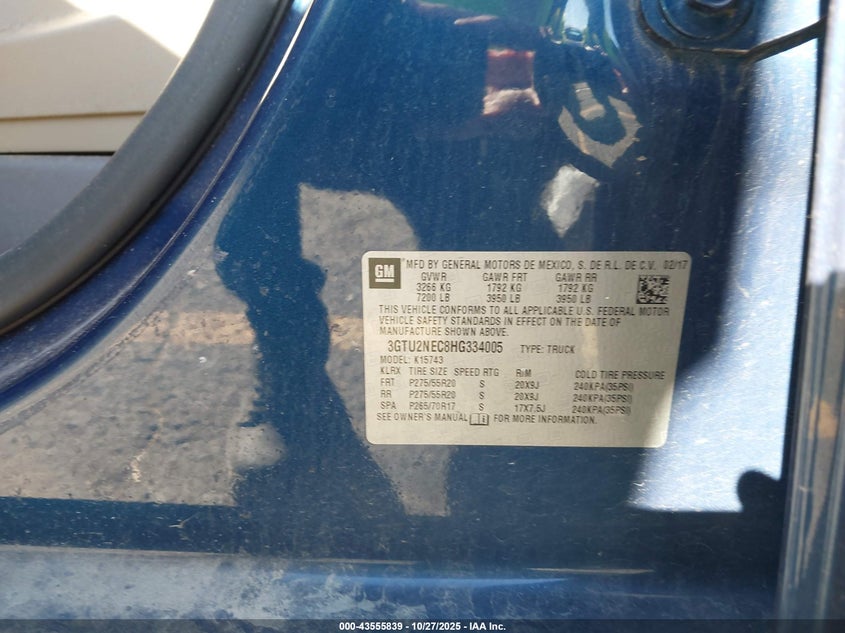 GM
MFD BY GENERAL MOTORS DE MEXICO, S. DE R.L. DE C.V. 02/17
GVWR GAWR FRT GAWR RR
3266 KG 1792 KG 1792 KG
7200 LB 3950 LB 3950 LB
THIS VEHICLE CONFORMS TO ALL APPLICABLE U.S. FEDERAL MOTOR
VEHICLE SAFETY STANDARDS IN EFFECT ON THE DATE OF
MANUFACTURE SHOWN ABOVE.
3GTU2NEC8HG334005 TYPE: TRUCK
MODEL: K15743
KLRX TIRE SIZE SPEED RTG RIM COLD TIRE PRESSURE
FRT P275/55R20 S 20X9J 240KPA(35PSI)
RR P275/55R20 S 20X9J 240KPA(35PSI)
SPA P265/70R17 S 17X7.5J 240KPA(35PSI)
SEE OWNER'S MANUAL FOR MORE INFORMATION.
000-43555839 - 10/27/2025 - IAA Inc.